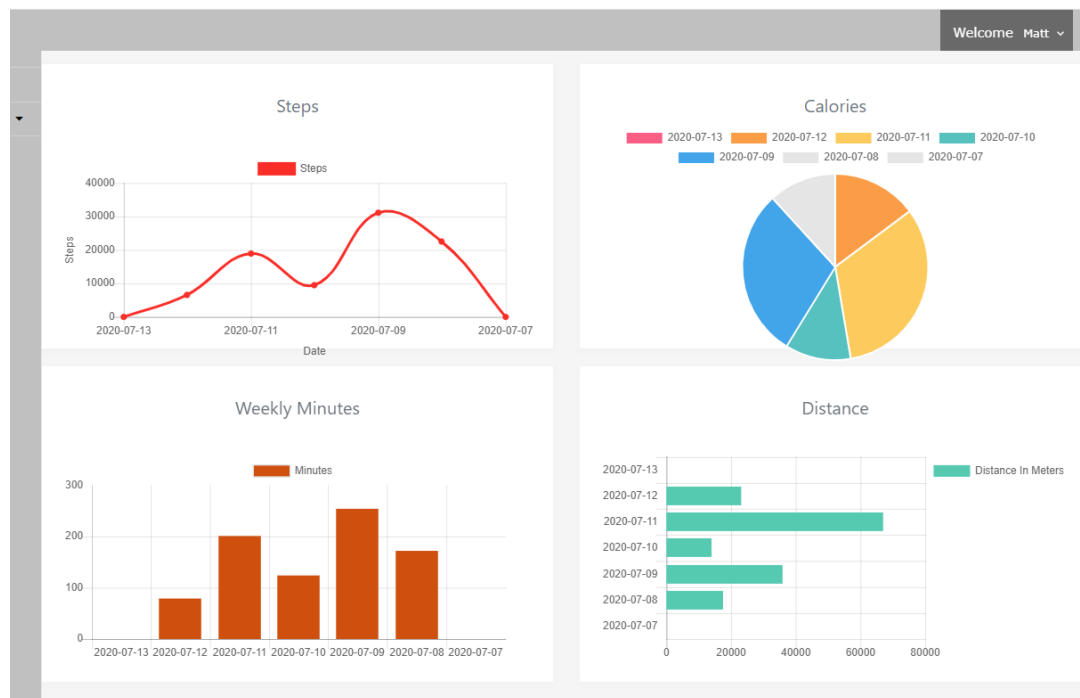 Welcome Matt
Steps
Steps
40000
30000
20000
10000
0
Steps
2020-07-13 2020-07-11 2020-07-09 2020-07-07
Date
Calories
2020-07-13 2020-07-12 2020-07-11 2020-07-10
2020-07-09 2020-07-08 2020-07-07
Weekly Minutes
Minutes
300
200
100
0
2020-07-13 2020-07-12 2020-07-11 2020-07-10 2020-07-09 2020-07-08 2020-07-07
Distance
Distance In Meters
2020-07-13
2020-07-12
2020-07-11
2020-07-10
2020-07-09
2020-07-08
2020-07-07
0 20000 40000 60000 80000